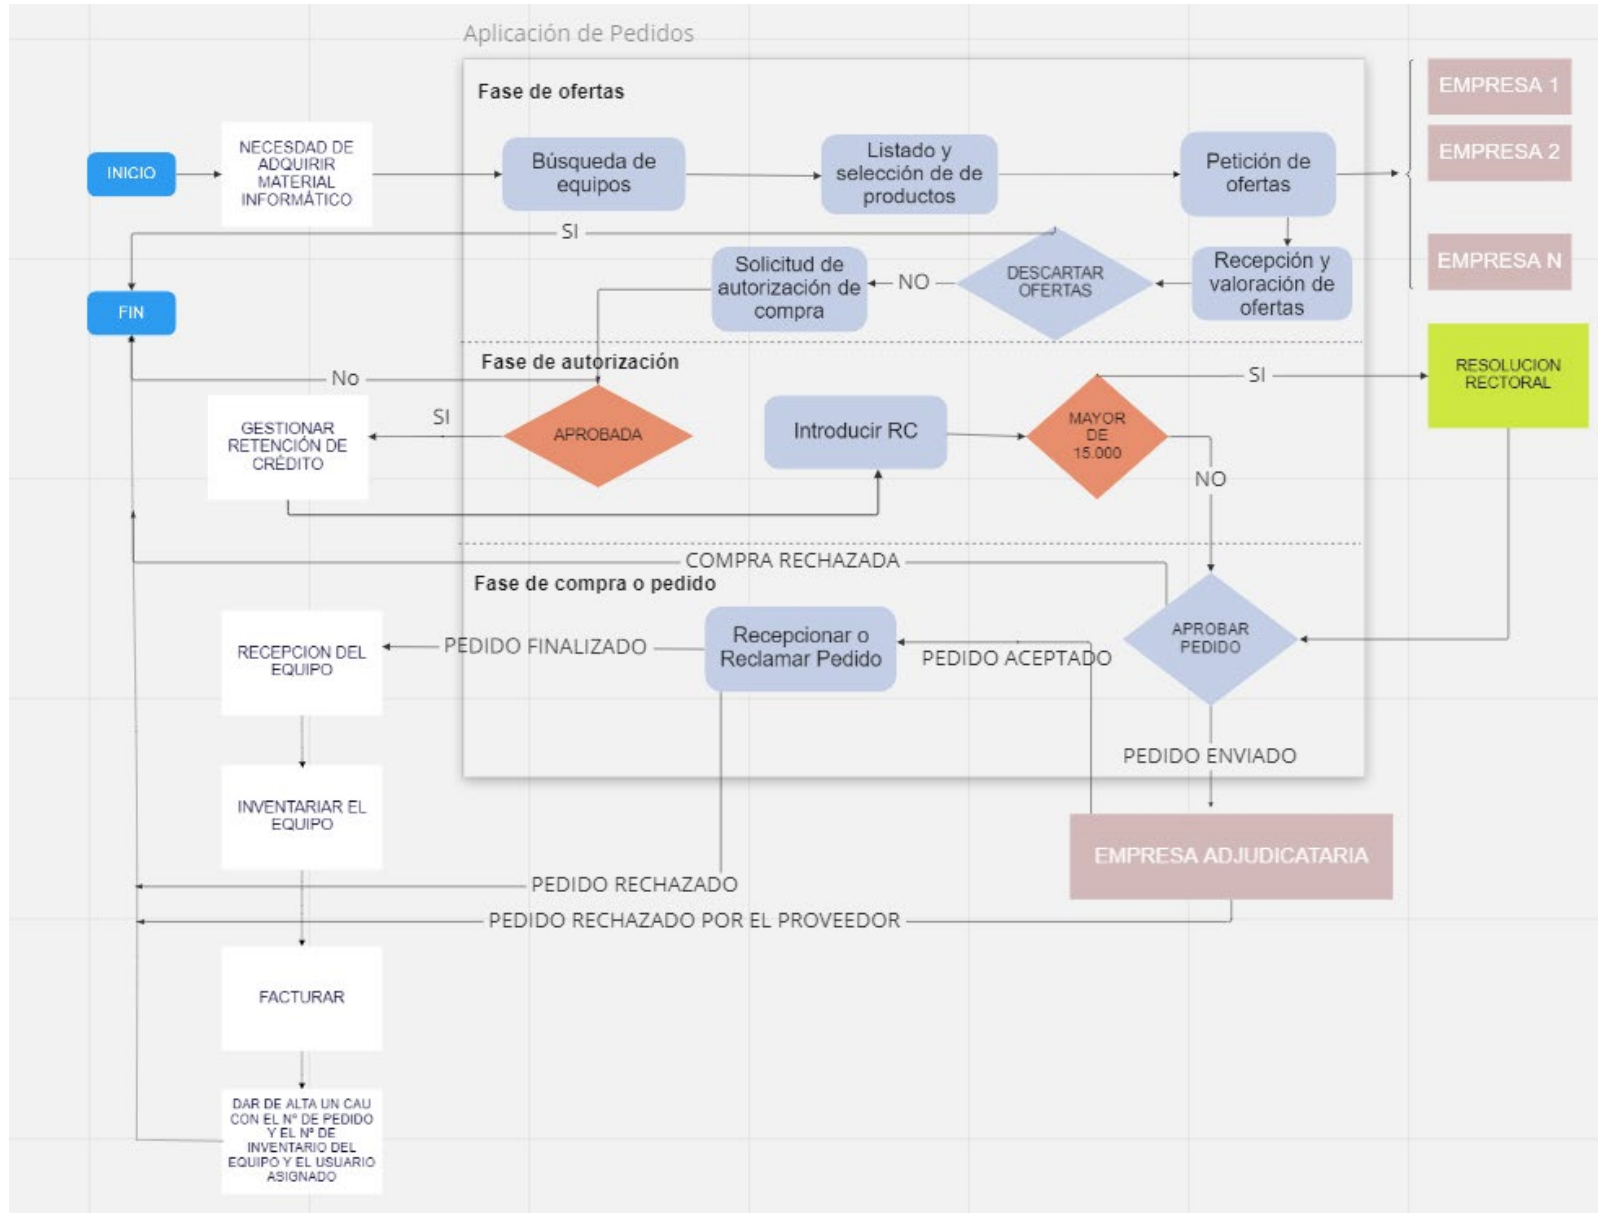 Aplicación de Pedidos
Fase de ofertas
INICIO
NECESDAD DE
ADQUIRIR
MATERIAL
INFORMÁTICO
Búsqueda de
equipos
Listado y
selección de de
productos
Petición de
ofertas
EMPRESA 1
EMPRESA 2
EMPRESA N
SI
FIN
Solicitud de
autorización de
compra
NO
DESCARTAR
OFERTAS
Recepción y
valoración de
ofertas
Fase de autorización
No
SI
RESOLUCION
RECTORAL
GESTIONAR
RETENCIÓN DE
CRÉDITO
SI
APROBADA
Introducir RC
MAYOR
DE
15.000
NO
COMPRA RECHAZADA
Fase de compra o pedido
RECEPCION DEL
EQUIPO
PEDIDO FINALIZADO
Recepcionar o
Reclamar Pedido
PEDIDO ACEPTADO
APROBAR
PEDIDO
PEDIDO ENVIADO
INVENTARIAR EL
EQUIPO
EMPRESA ADJUDICATARIA
PEDIDO RECHAZADO
PEDIDO RECHAZADO POR EL PROVEEDOR
FACTURAR
DAR DE ALTA UN CAU
CON EL Nº DE PEDIDO
Y EL Nº DE
INVENTARIO DEL
EQUIPO Y EL USUARIO
ASIGNADO